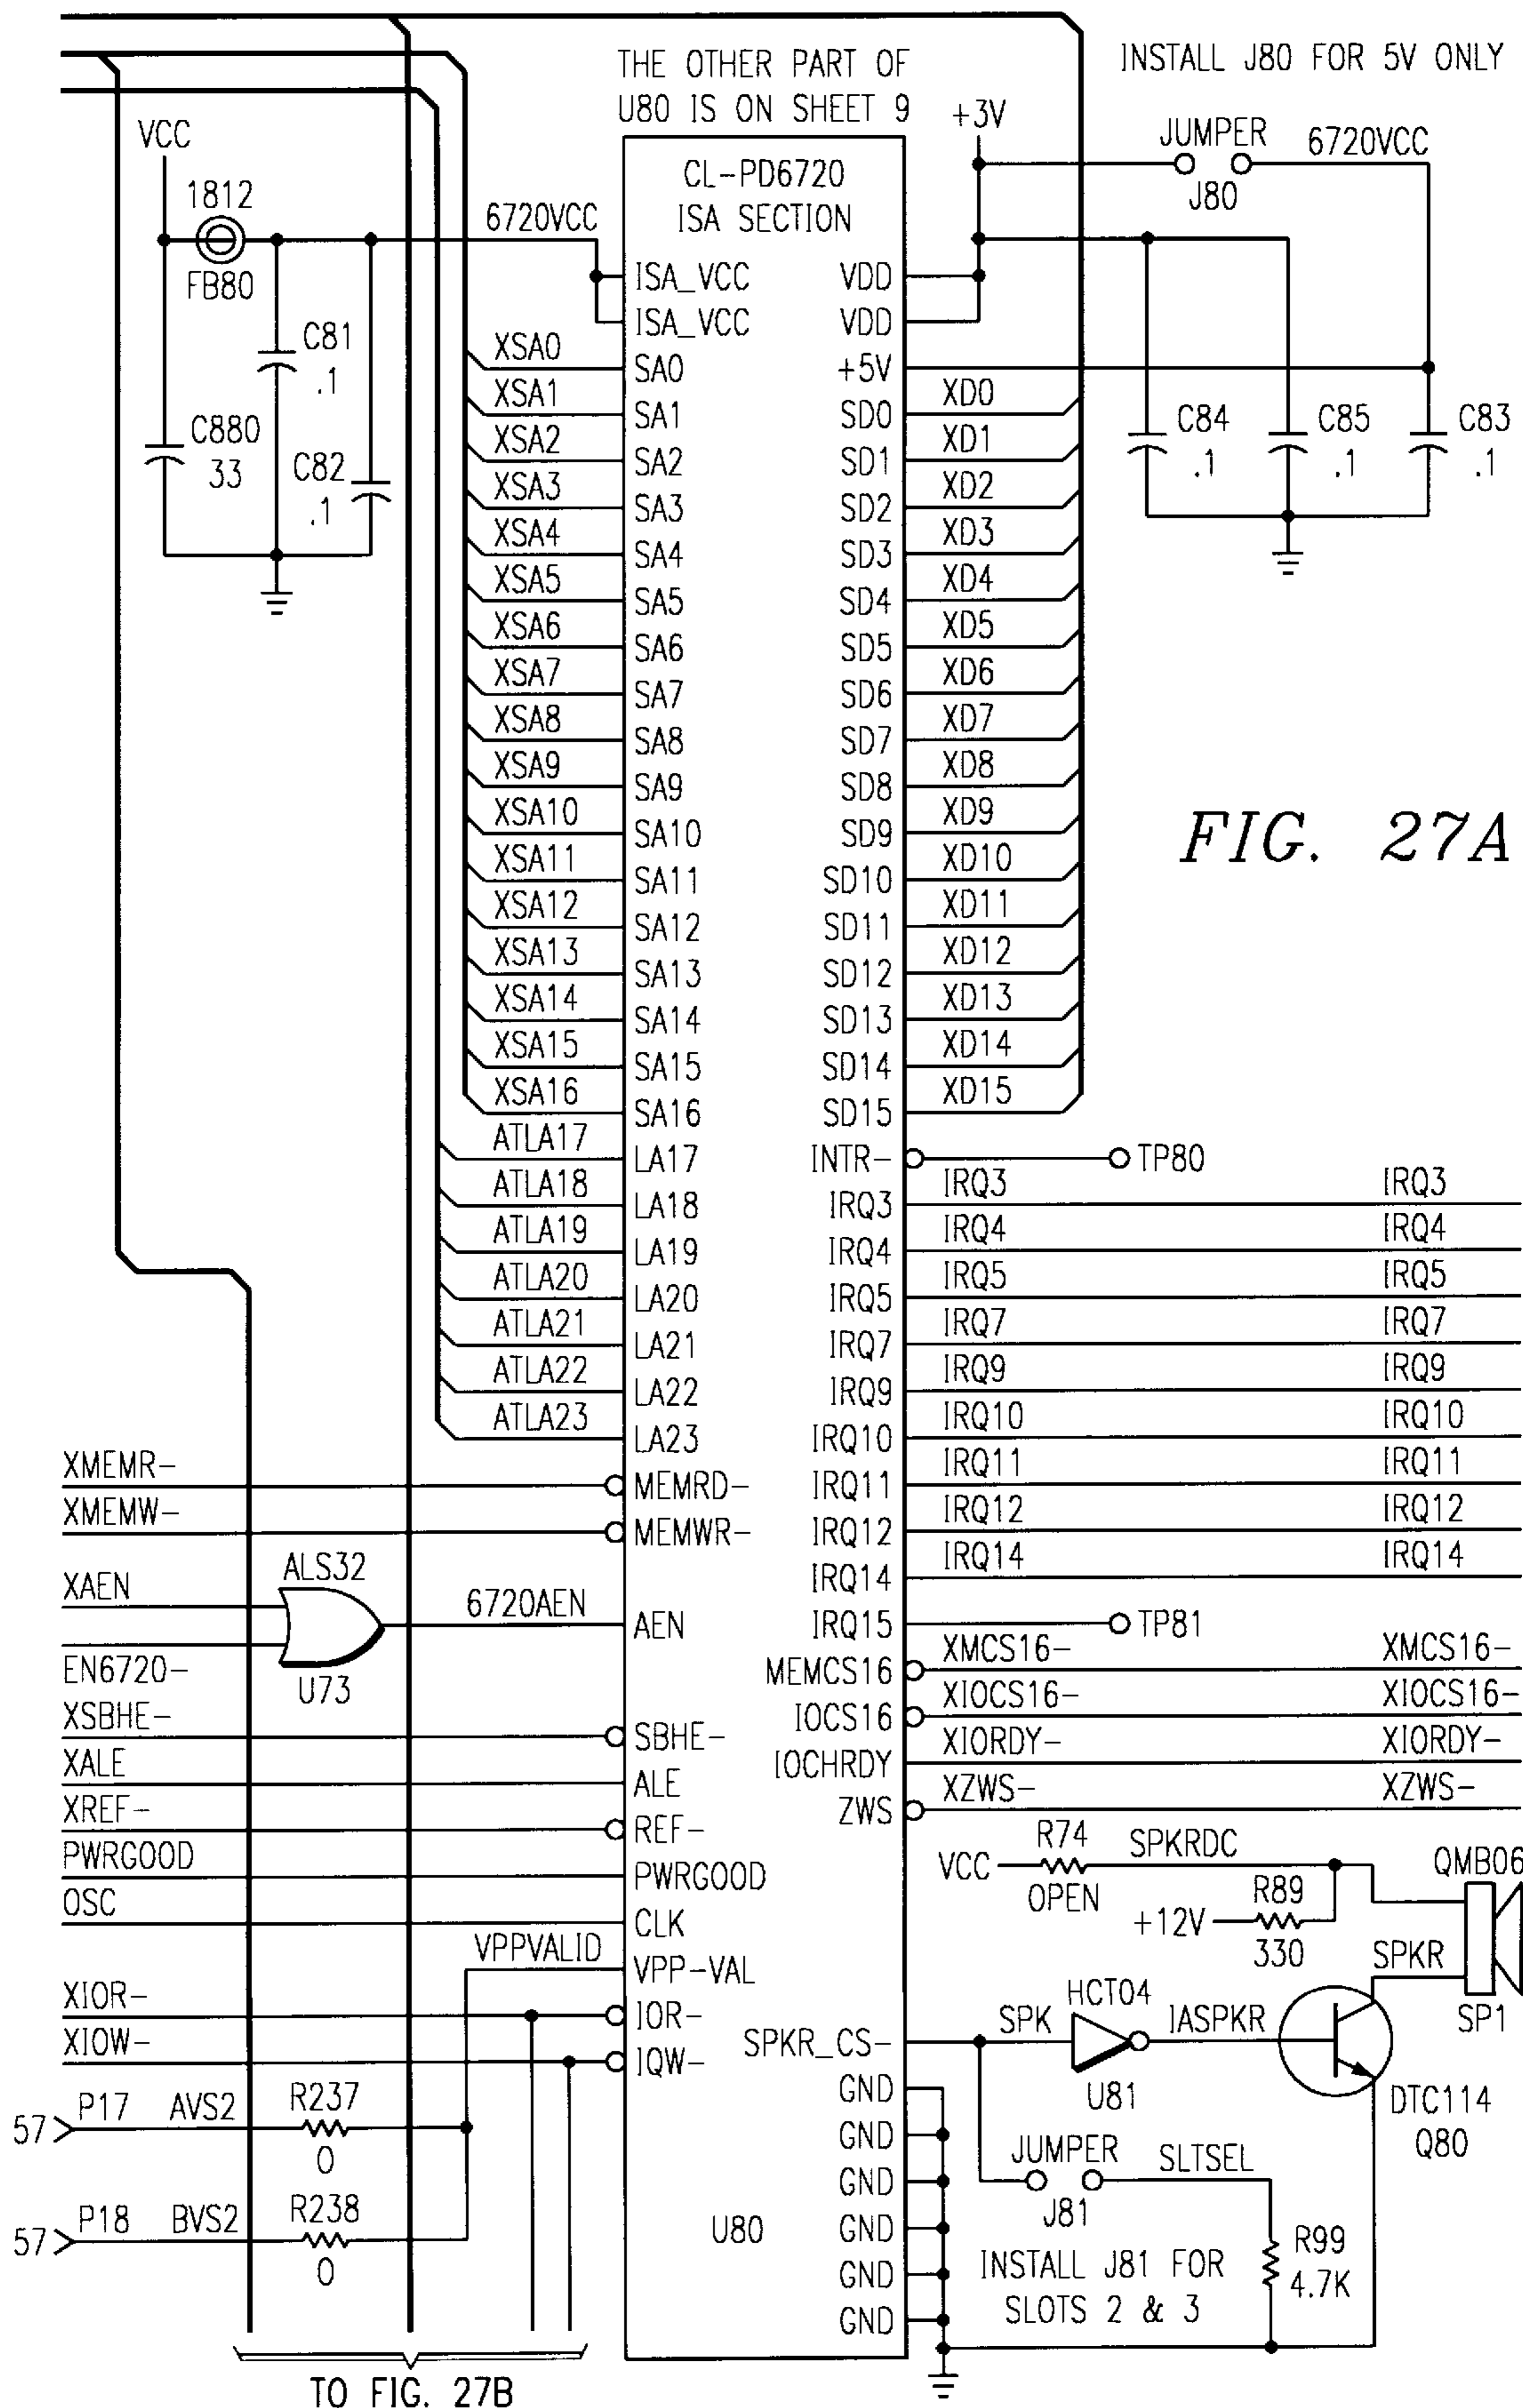 THE OTHER PART OF
U80 IS ON SHEET 9
INSTALL J80 FOR 5V ONLY
+3V
JUMPER
J80
6720VCC
VCC
1812
FB80
6720VCC
C81
.1
C880
33
C82
.1
C84
.1
C85
.1
C83
.1
CL-PD6720
ISA SECTION
ISA_VCC VDD
ISA_VCC VDD
XSA0 SA0 +5V
XSA1 SA1 SD0 XD0
XSA2 SA2 SD1 XD1
XSA3 SA3 SD2 XD2
XSA4 SA4 SD3 XD3
XSA5 SA5 SD4 XD4
XSA6 SA6 SD5 XD5
XSA7 SA7 SD6 XD6
XSA8 SA8 SD7 XD7
XSA9 SA9 SD8 XD8
XSA10 SA10 SD9 XD9
XSA11 SA11 SD10 XD10
XSA12 SA12 SD11 XD11
XSA13 SA13 SD12 XD12
XSA14 SA14 SD13 XD13
XSA15 SA15 SD14 XD14
XSA16 SA16 SD15 XD15
FIG. 27A
ATLA17 LA17 INTR- TP80
ATLA18 LA18 IRQ3 IRQ3 IRQ3
ATLA19 LA19 IRQ4 IRQ4 IRQ4
ATLA20 LA20 IRQ5 IRQ5 IRQ5
ATLA21 LA21 IRQ7 IRQ7 IRQ7
ATLA22 LA22 IRQ9 IRQ9 IRQ9
ATLA23 LA23 IRQ10 IRQ10 IRQ10
XMEMR- MEMRD- IRQ11 IRQ11 IRQ11
XMEMW- MEMWR- IRQ12 IRQ12 IRQ12
IRQ14 IRQ14 IRQ14
XAEN
ALS32
6720AEN AEN IRQ15 TP81
EN6720-
U73
MEMCS16 XMCS16- XMCS16-
IOCS16 XIOCS16- XIOCS16-
XSBHE- SBHE-
IOCHRDY XIORDY- XIORDY-
XALE ALE
ZWS XZWS- XZWS-
XREF- REF-
PWRGOOD PWRGOOD
OSC CLK
VPPVALID VPP-VAL
XIOR- IOR-
XIOW- IQW-
VCC
R74
OPEN
SPKRDC
+12V
R89
330
QMB06
SPKR
SP1
SPKR_CS- SPK
HCT04
U81
IASPKR
DTC114
Q80
57 P17 AVS2
R237
0
57 P18 BVS2
R238
0
GND
GND
GND
GND
GND
GND
U80
JUMPER
J81
SLTSEL
R99
4.7K
INSTALL J81 FOR
SLOTS 2 & 3
TO FIG. 27B